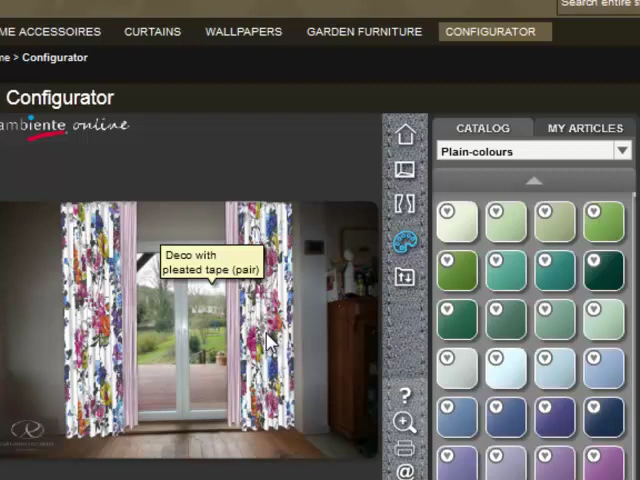 Search entire s
ME ACCESSOIRES CURTAINS WALLPAPERS GARDEN FURNITURE CONFIGURATOR
me > Configurator
Configurator
ambiente online
CATALOG MY ARTICLES
Plain-colours
Deco with
pleated tape (pair)
?
@